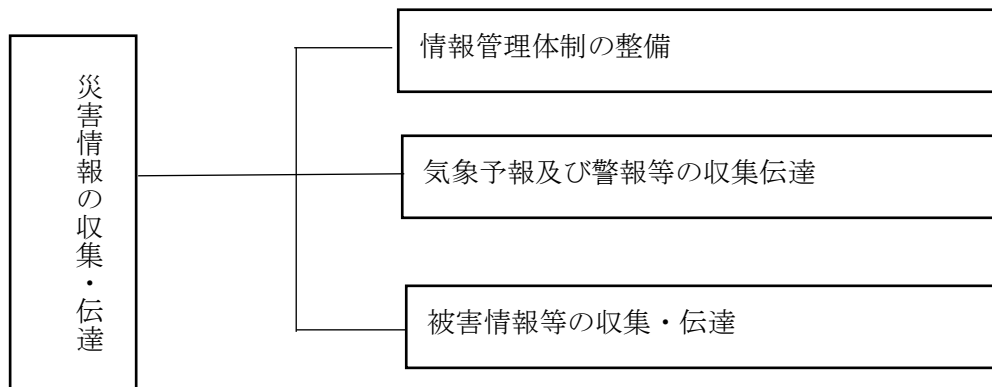 災害情報の収集・伝達
情報管理体制の整備
気象予報及び警報等の収集伝達
被害情報等の収集・伝達